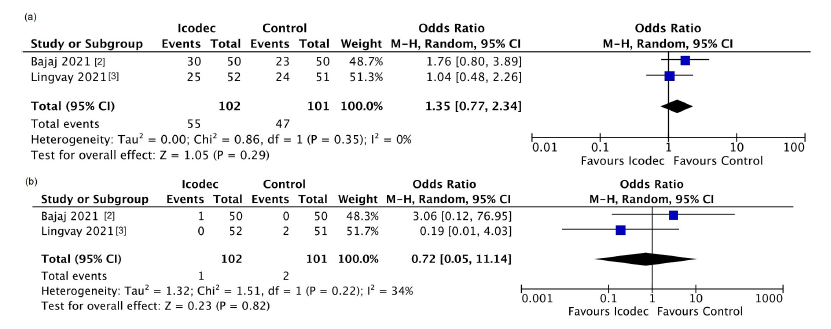 (a)
Icodec Control Odds Ratio Odds Ratio
Study or Subgroup Events Total Events Total Weight M-H, Random, 95% CI M-H, Random, 95% CI
Bajaj 2021 [2] 30 50 23 50 48.7% 1.76 [0.80, 3.89]
Lingvay 2021[3] 25 52 24 51 51.3% 1.04 [0.48, 2.26]
Total (95% CI) 102 101 100.0% 1.35 [0.77, 2.34]
Total events 55 47
Heterogeneity: Tau² = 0.00; Chi² = 0.86, df = 1 (P = 0.35); I² = 0%
Test for overall effect: Z = 1.05 (P = 0.29)
0.01 0.1 1 10 100
Favours Icodec Favours Control
(b)
Icodec Control Odds Ratio Odds Ratio
Study or Subgroup Events Total Events Total Weight M-H, Random, 95% CI M-H, Random, 95% CI
Bajaj 2021 [2] 1 50 0 50 48.3% 3.06 [0.12, 76.95]
Lingvay 2021[3] 0 52 2 51 51.7% 0.19 [0.01, 4.03]
Total (95% CI) 102 101 100.0% 0.72 [0.05, 11.14]
Total events 1 2
Heterogeneity: Tau² = 1.32; Chi² = 1.51, df = 1 (P = 0.22); I² = 34%
Test for overall effect: Z = 0.23 (P = 0.82)
0.001 0.1 1 10 1000
Favours Icodec Favours Control